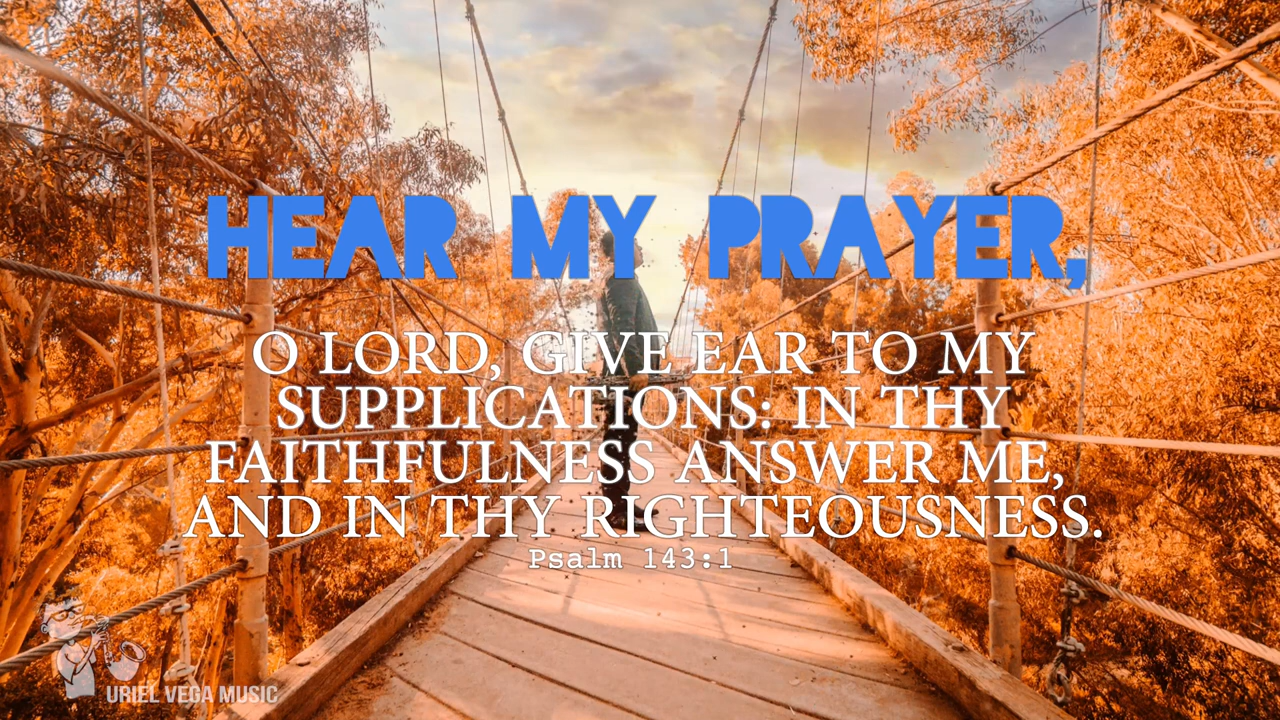 HEAR MY PRAYER,
O LORD, GIVE EAR TO MY
SUPPLICATIONS: IN THY
FAITHFULNESS ANSWER ME,
AND IN THY RIGHTEOUSNESS.
Psalm 143:1
URIEL VEGA MUSIC